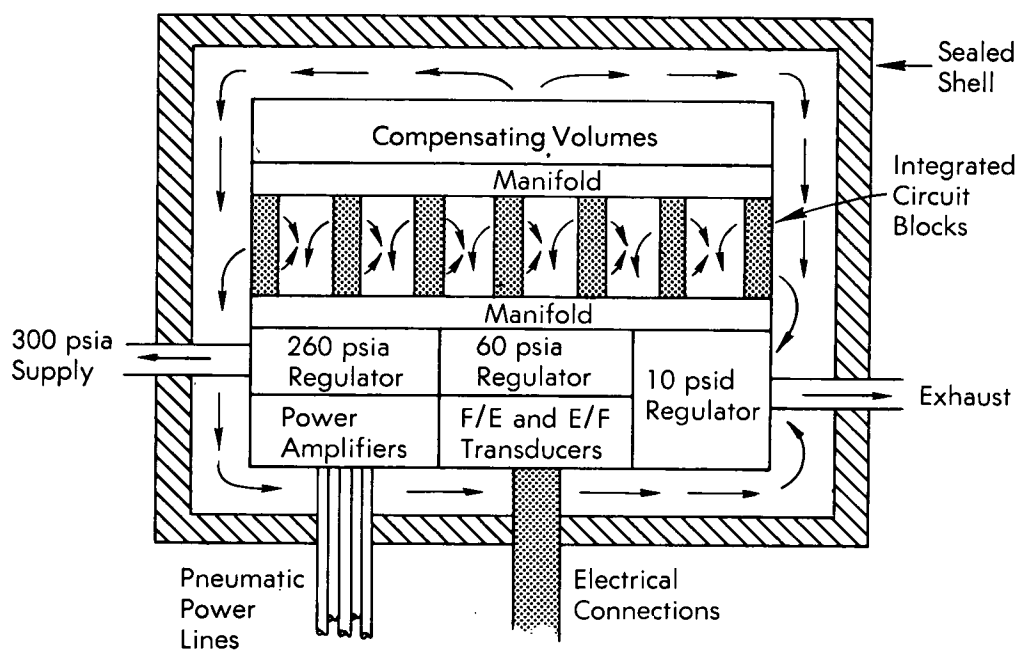 Sealed
Shell
Compensating Volumes
Manifold
Integrated
Circuit
Blocks
Manifold
300 psia
Supply
260 psia
Regulator
60 psia
Regulator
10 psid
Regulator
Exhaust
Power
Amplifiers
F/E and E/F
Transducers
Pneumatic
Power
Lines
Electrical
Connections